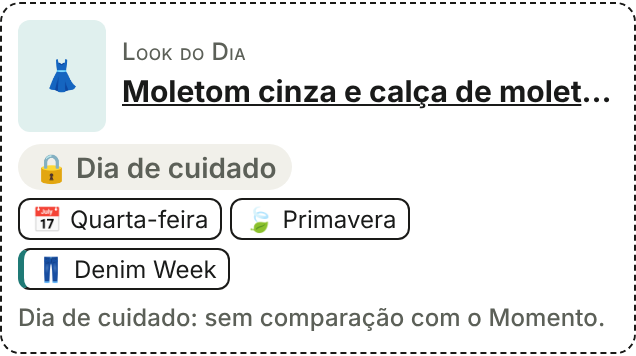 Look do Dia
Moletom cinza e calça de molet...
Dia de cuidado
Quarta-feira
Primavera
Denim Week
Dia de cuidado: sem comparação com o Momento.